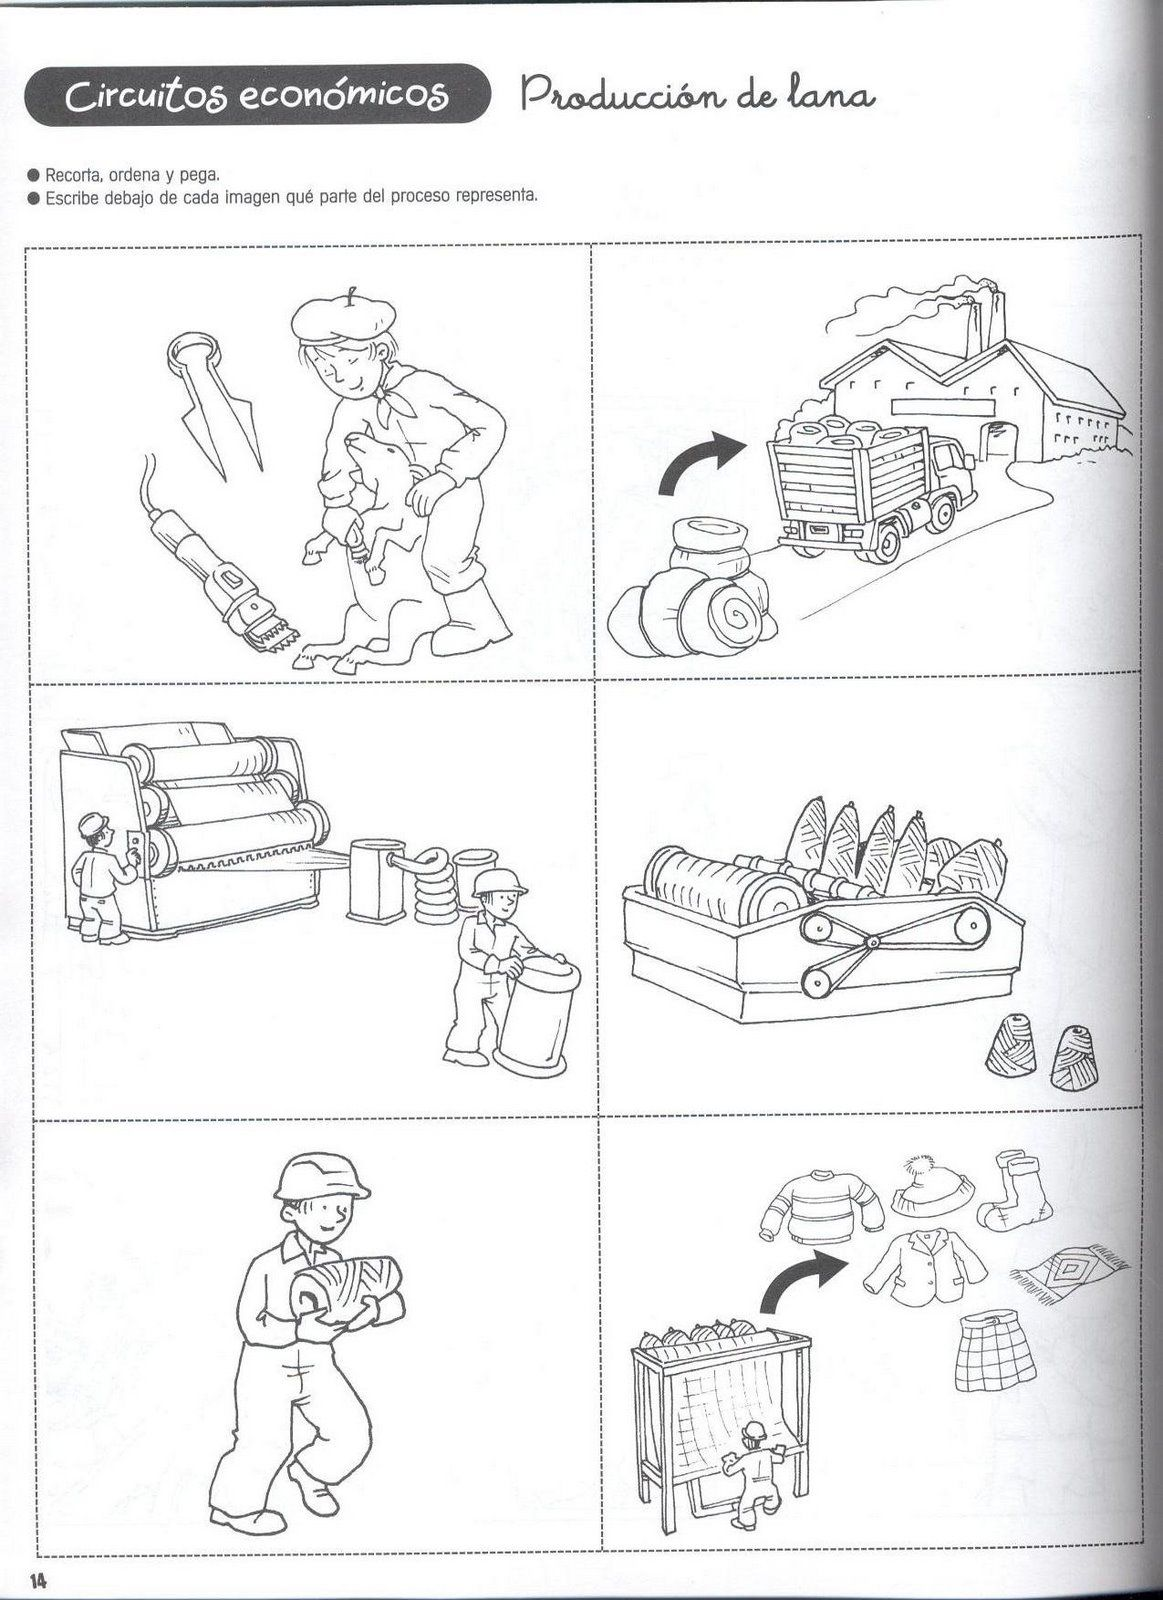 Circuitos económicos
Producción de lana
● Recorta, ordena y pega.
● Escribe debajo de cada imagen qué parte del proceso representa.
14